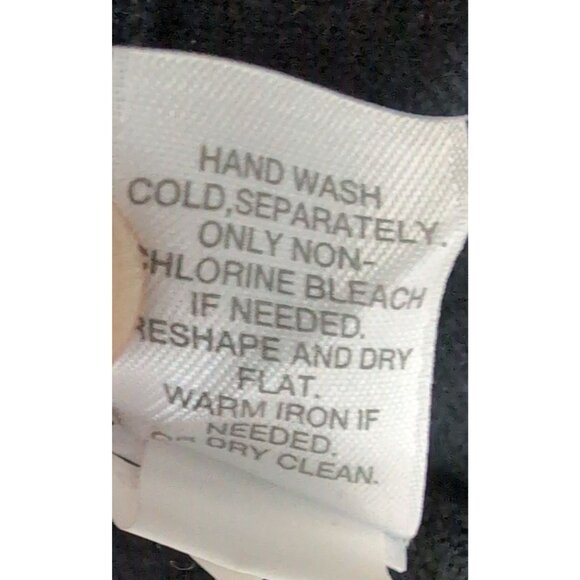 HAND WASH
COLD,SEPARATELY.
ONLY NON-
CHLORINE BLEACH
IF NEEDED.
RESHAPE AND DRY
FLAT.
WARM IRON IF
NEEDED.
OR DRY CLEAN.